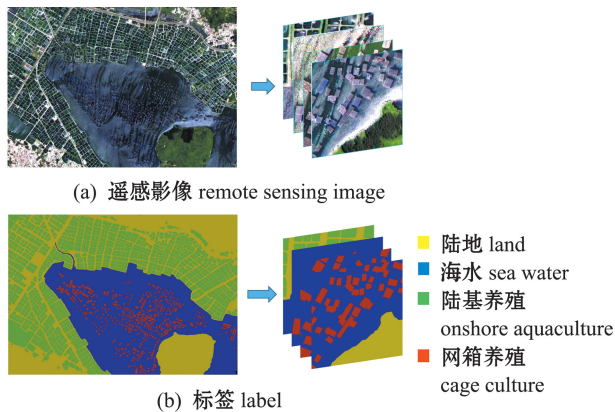 (a) 遥感影像 remote sensing image
陆地 land
海水 sea water
陆基养殖
onshore aquaculture
网箱养殖
cage culture
(b) 标签 label